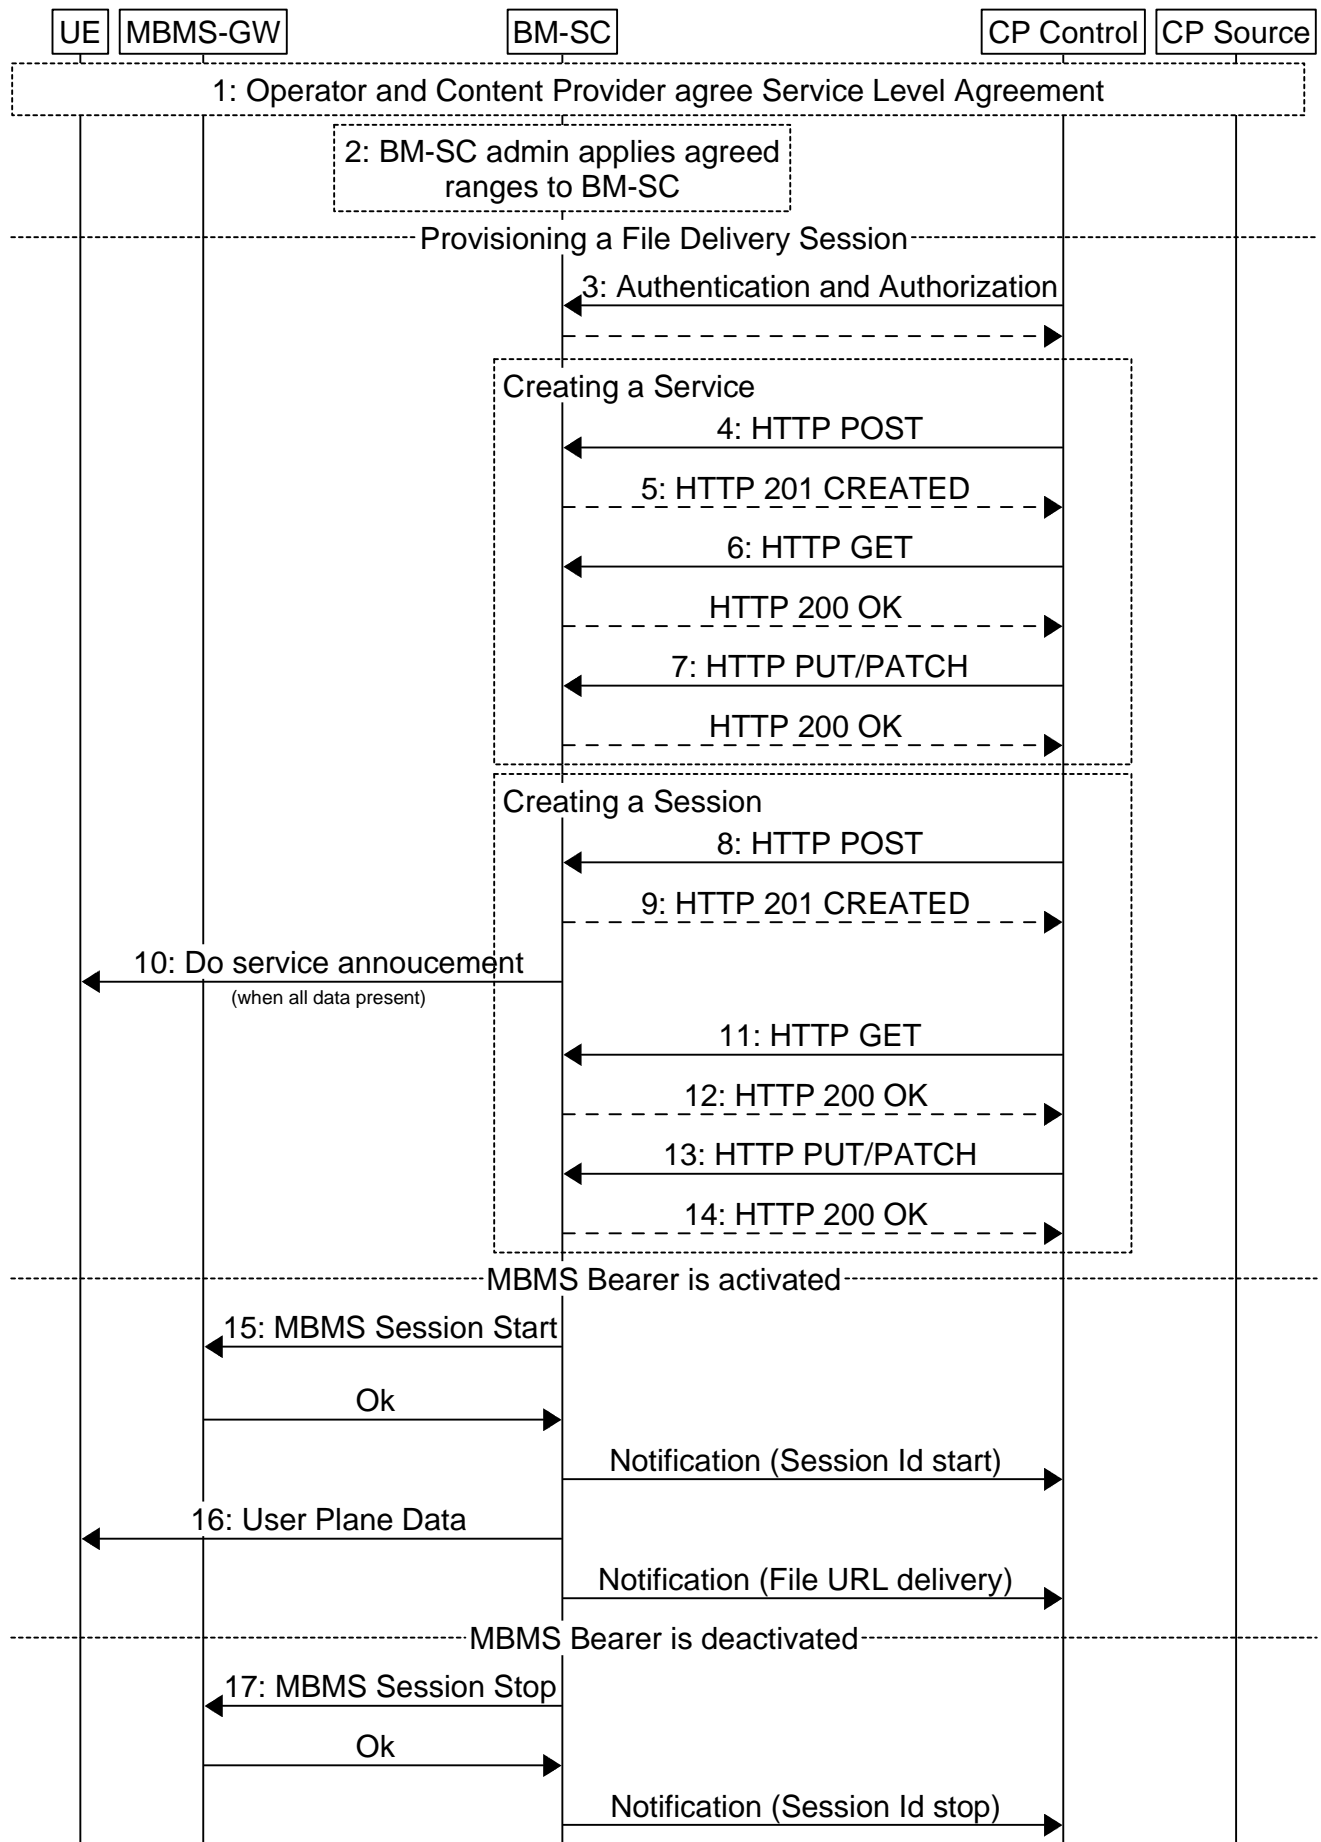 UE
MBMS-GW
BM-SC
CP Control
CP Source
1: Operator and Content Provider agree Service Level Agreement
2: BM-SC admin applies agreed
ranges to BM-SC
Provisioning a File Delivery Session
3: Authentication and Authorization
Creating a Service
4: HTTP POST
5: HTTP 201 CREATED
6: HTTP GET
HTTP 200 OK
7: HTTP PUT/PATCH
HTTP 200 OK
Creating a Session
8: HTTP POST
9: HTTP 201 CREATED
10: Do service annoucement
(when all data present)
11: HTTP GET
12: HTTP 200 OK
13: HTTP PUT/PATCH
14: HTTP 200 OK
MBMS Bearer is activated
15: MBMS Session Start
Ok
Notification (Session Id start)
16: User Plane Data
Notification (File URL delivery)
MBMS Bearer is deactivated
17: MBMS Session Stop
Ok
Notification (Session Id stop)